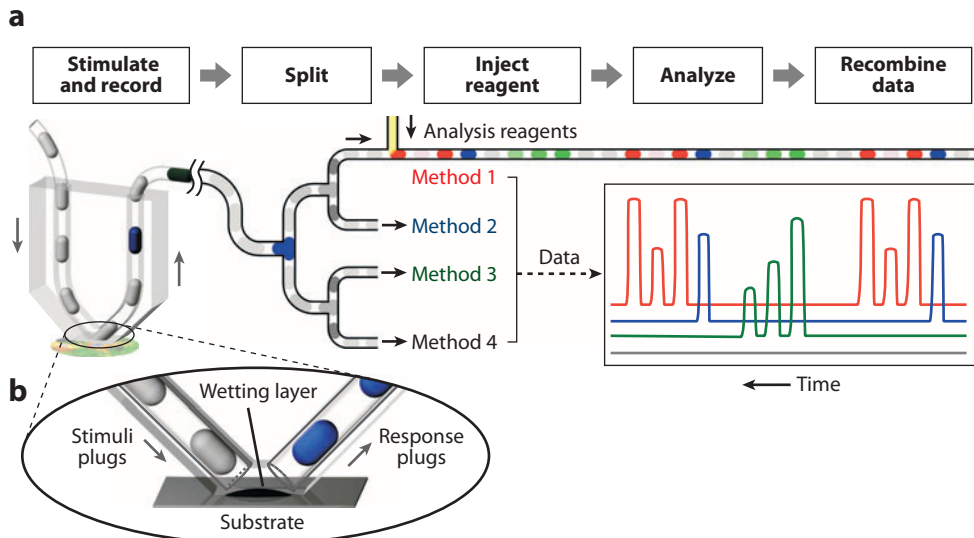 a
Stimulate
and record
Split
Inject
reagent
Analyze
Recombine
data
Analysis reagents
Method 1
Method 2
Method 3
Method 4
Data
Time
b
Wetting layer
Stimuli
plugs
Response
plugs
Substrate